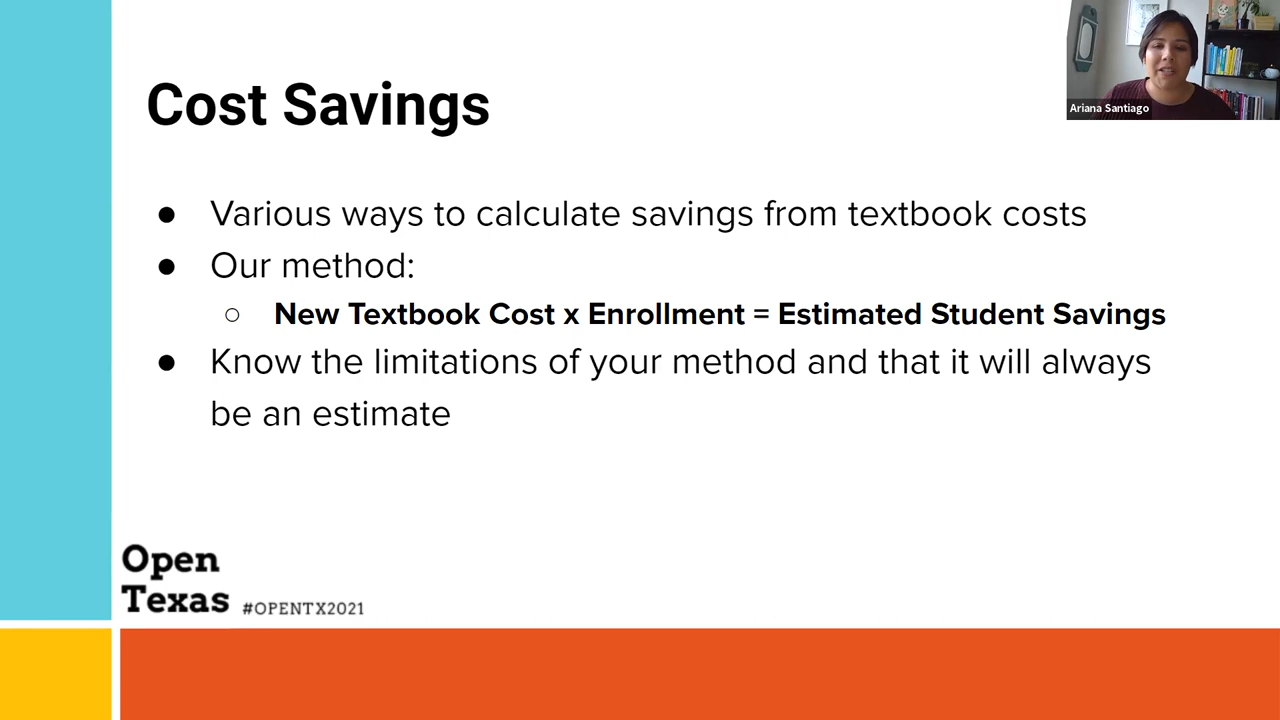 Cost Savings
Ariana Santiago
● Various ways to calculate savings from textbook costs
● Our method:
○ New Textbook Cost x Enrollment = Estimated Student Savings
● Know the limitations of your method and that it will always
be an estimate
Open
Texas #OPENTX2021